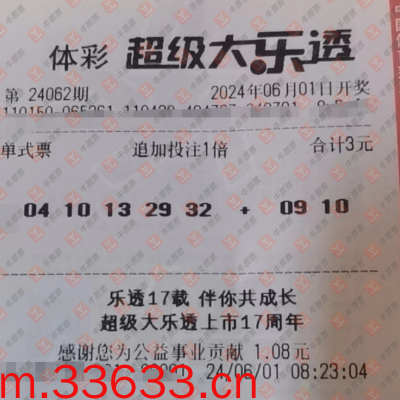 体彩 超级大乐透
第 24062期 2024年06月01日开奖
单式票 追加投注1倍 合计3元
04 10 13 29 32 + 09 10
乐透17载 伴你共成长
超级大乐透上市17周年
感谢您为公益事业贡献 1.08元
24/06/01 08:23:04
m.33633.cn